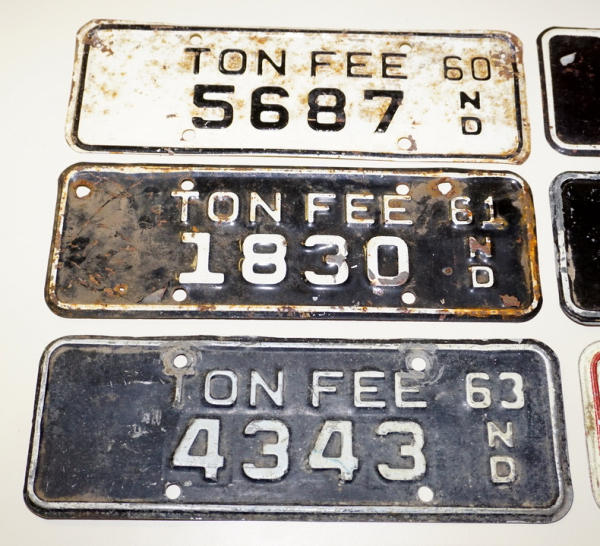 TON FEE 60
5687 ND
TON FEE 61
1830 ND
TON FEE 63
4343 ND